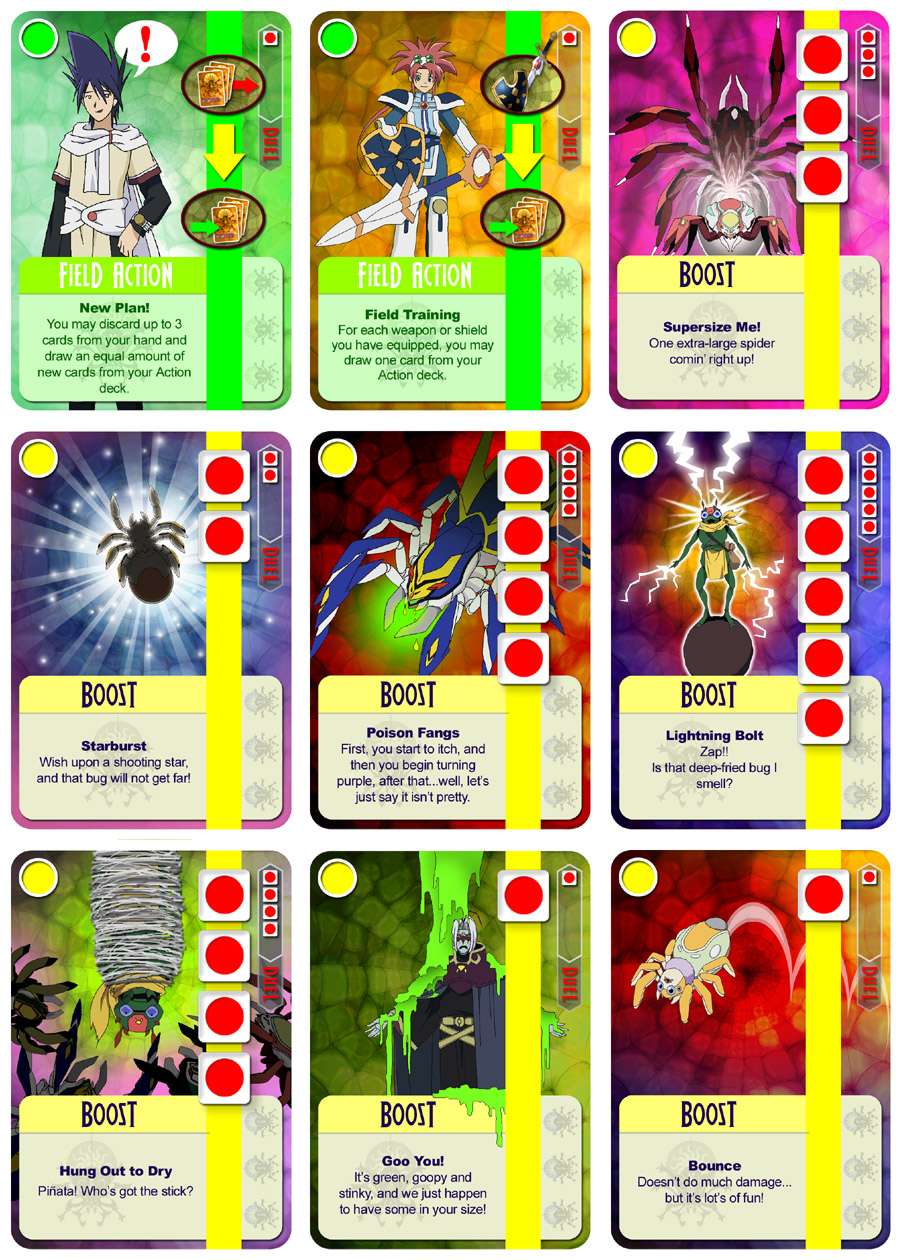 !
DUEL
FIELD ACTION
New Plan!
You may discard up to 3
cards from your hand and
draw an equal amount of
new cards from your Action
deck.
DUEL
FIELD ACTION
Field Training
For each weapon or shield
you have equipped, you may
draw one card from your
Action deck.
DUEL
BOOST
Supersize Me!
One extra-large spider
comin' right up!
DUEL
BOOST
Starburst
Wish upon a shooting star,
and that bug will not get far!
DUEL
BOOST
Poison Fangs
First, you start to itch, and
then you begin turning
purple, after that...well, let's
just say it isn't pretty.
DUEL
BOOST
Lightning Bolt
Zap!!
Is that deep-fried bug I
smell?
DUEL
BOOST
Hung Out to Dry
Piñata! Who's got the stick?
DUEL
BOOST
Goo You!
It's green, goopy and
stinky, and we just happen
to have some in your size!
DUEL
BOOST
Bounce
Doesn't do much damage...
but it's lot's of fun!